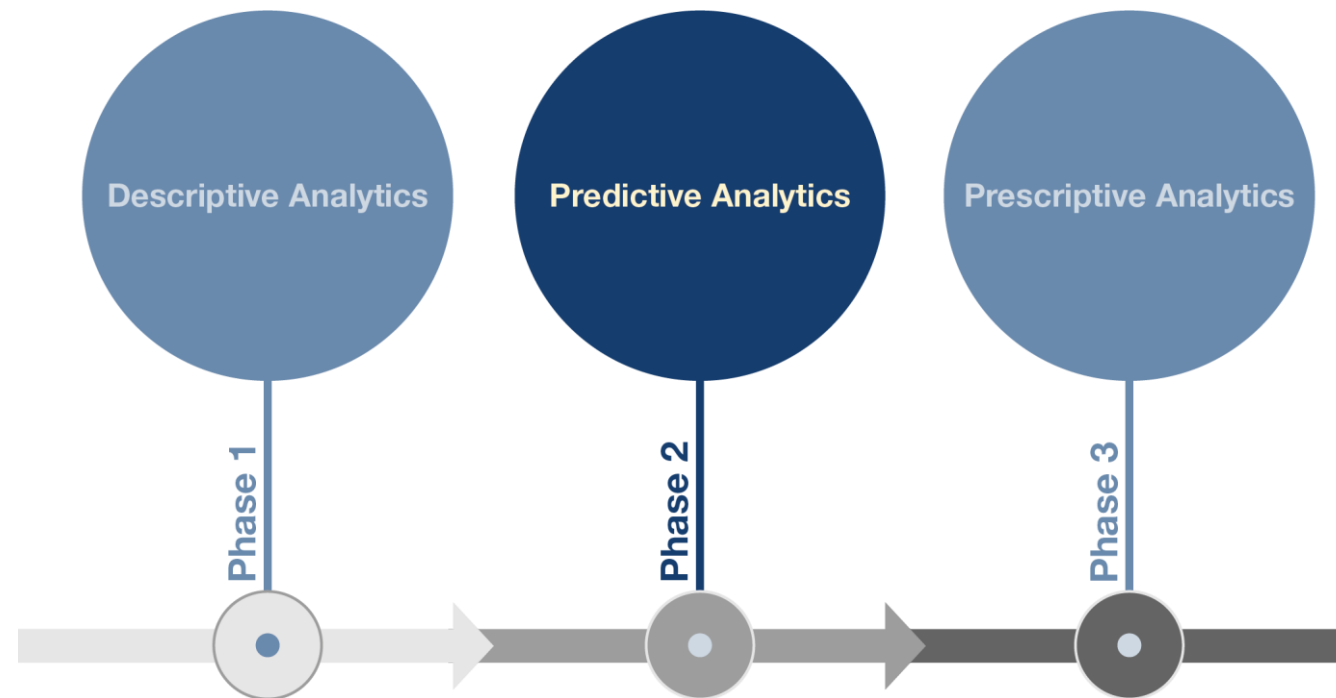 Descriptive Analytics
Predictive Analytics
Prescriptive Analytics
Phase 1
Phase 2
Phase 3